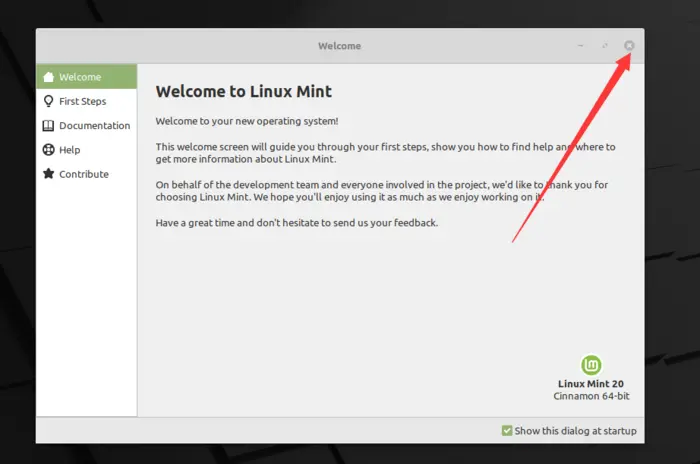 Welcome
Welcome
First Steps
Documentation
Help
Contribute
Welcome to Linux Mint
Welcome to your new operating system!
This welcome screen will guide you through your first steps, show you how to find help and where to
get more information about Linux Mint.
On behalf of the development team and everyone involved in the project, we'd like to thank you for
choosing Linux Mint. We hope you'll enjoy using it as much as we enjoy working on it.
Have a great time and don't hesitate to send us your feedback.
Linux Mint 20
Cinnamon 64-bit
Show this dialog at startup